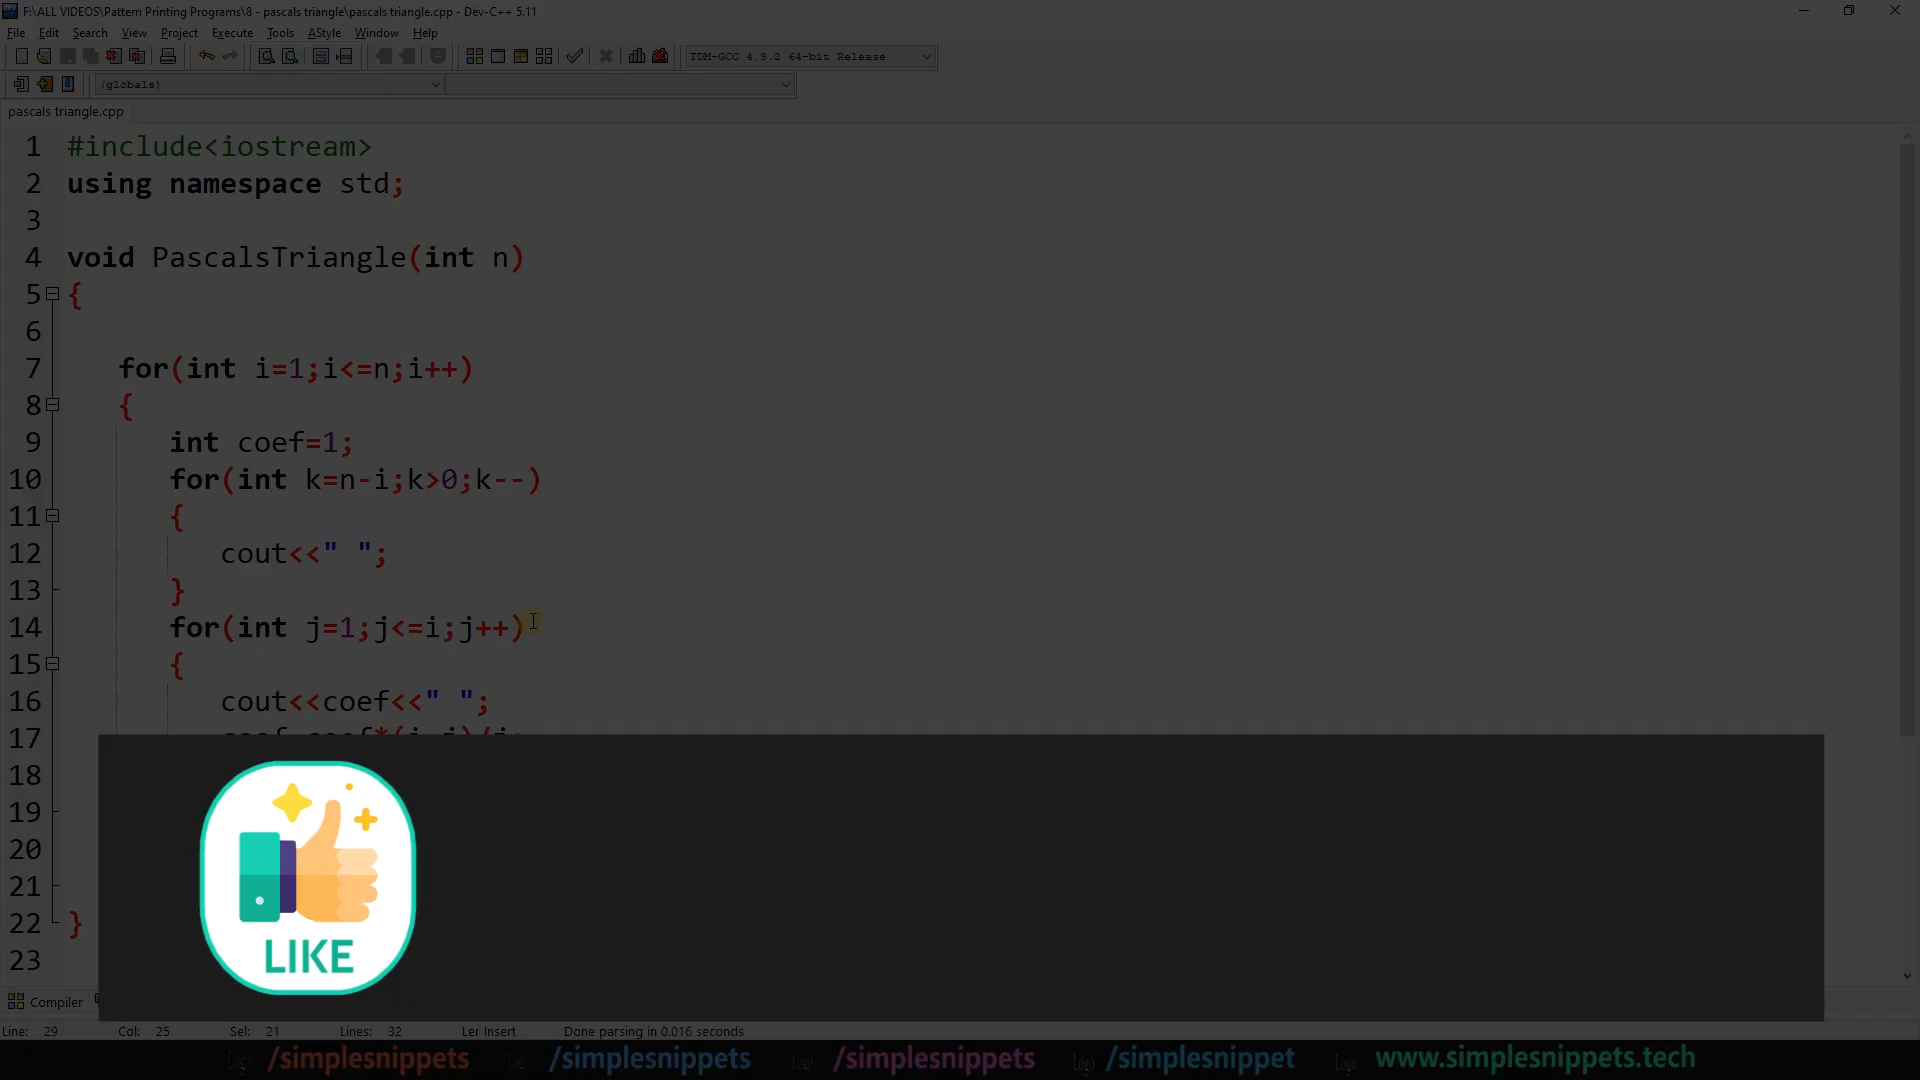 F:\ALL VIDEOS\Pattern Printing Programs\8 - pascals triangle\pascals triangle.cpp - Dev-C++ 5.11
File Edit Search View Project Execute Tools AStyle Window Help
TDM-GCC 4.9.2 64-bit Release
(globals)
pascals triangle.cpp
1 #include<iostream>
2 using namespace std;
3
4 void PascalsTriangle(int n)
5 {
6
7 for(int i=1;i<=n;i++)
8 {
9 int coef=1;
10 for(int k=n-i;k>0;k--)
11 {
12 cout<<" ";
13 }
14 for(int j=1;j<=i;j++)
15 {
16 cout<<coef<<" ";
17
18
19
20
21
22 }
23
LIKE
Compiler
Line: 29 Col: 25 Sel: 21 Lines: 32 Ler Insert Done parsing in 0.016 seconds
Logo /simplesnippets Logo /simplesnippets Logo /simplesnippets Logo /simplesnippet Logo www.simplesnippets.tech